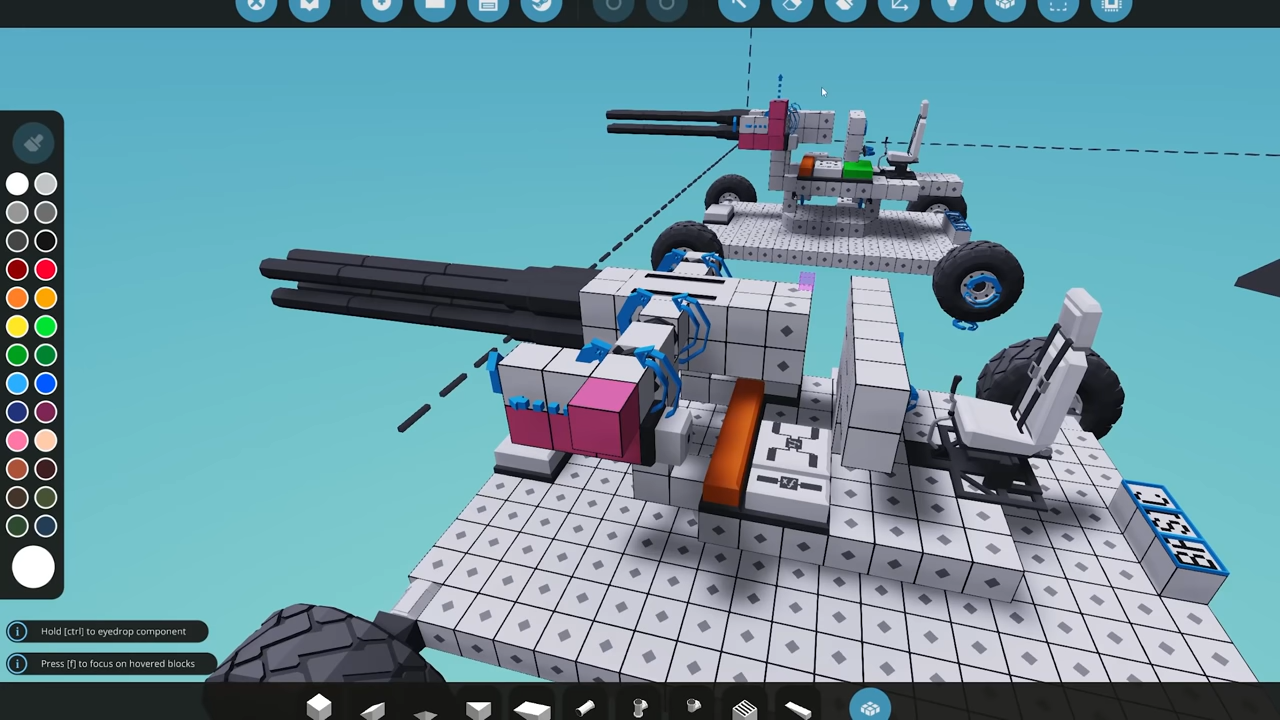 Hold [ctrl] to eyedrop component
Press [f] to focus on hovered blocks